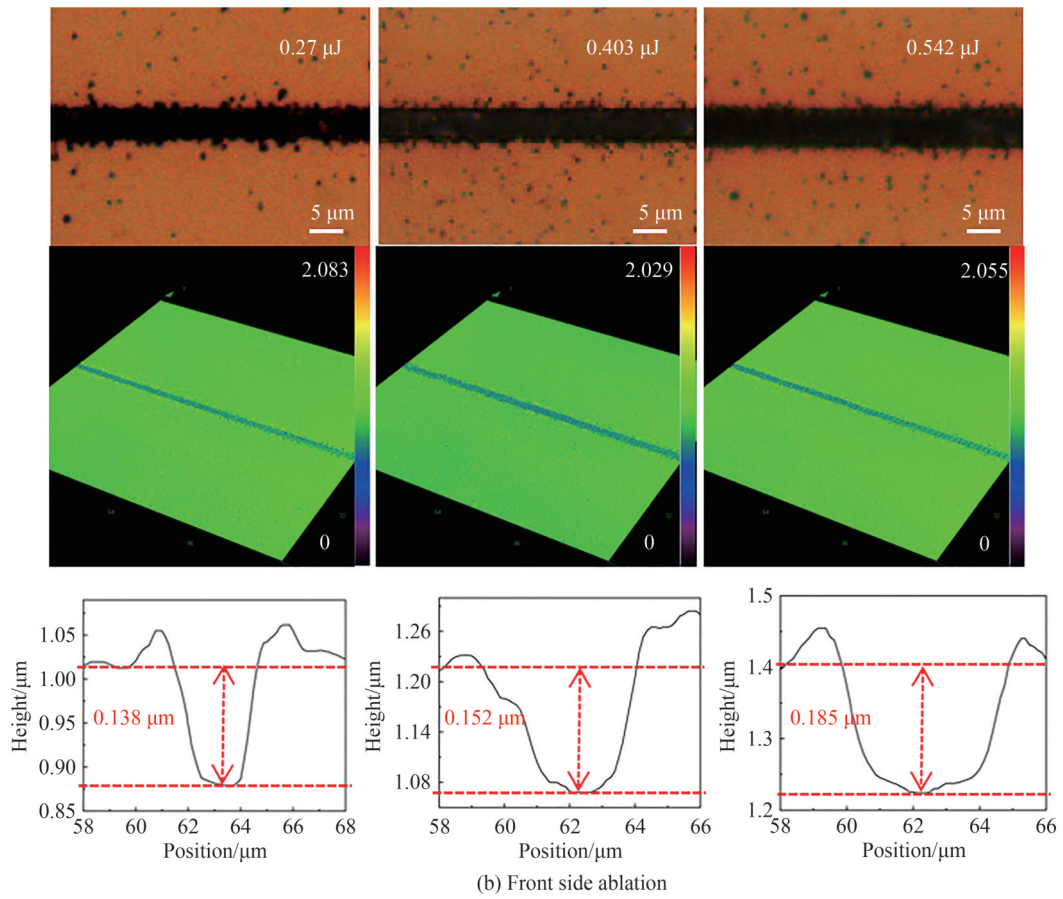 0.27 μJ
0.403 μJ
0.542 μJ
5 μm
5 μm
5 μm
2.083
2.029
2.055
0
0
0
1.05
1.00
0.95
0.90
0.85
Height/μm
0.138 μm
58 60 62 64 66 68
Position/μm
1.26
1.20
1.14
1.08
Height/μm
0.152 μm
58 60 62 64 66
Position/μm
1.5
1.4
1.3
1.2
Height/μm
0.185 μm
58 60 62 64 66
Position/μm
(b) Front side ablation